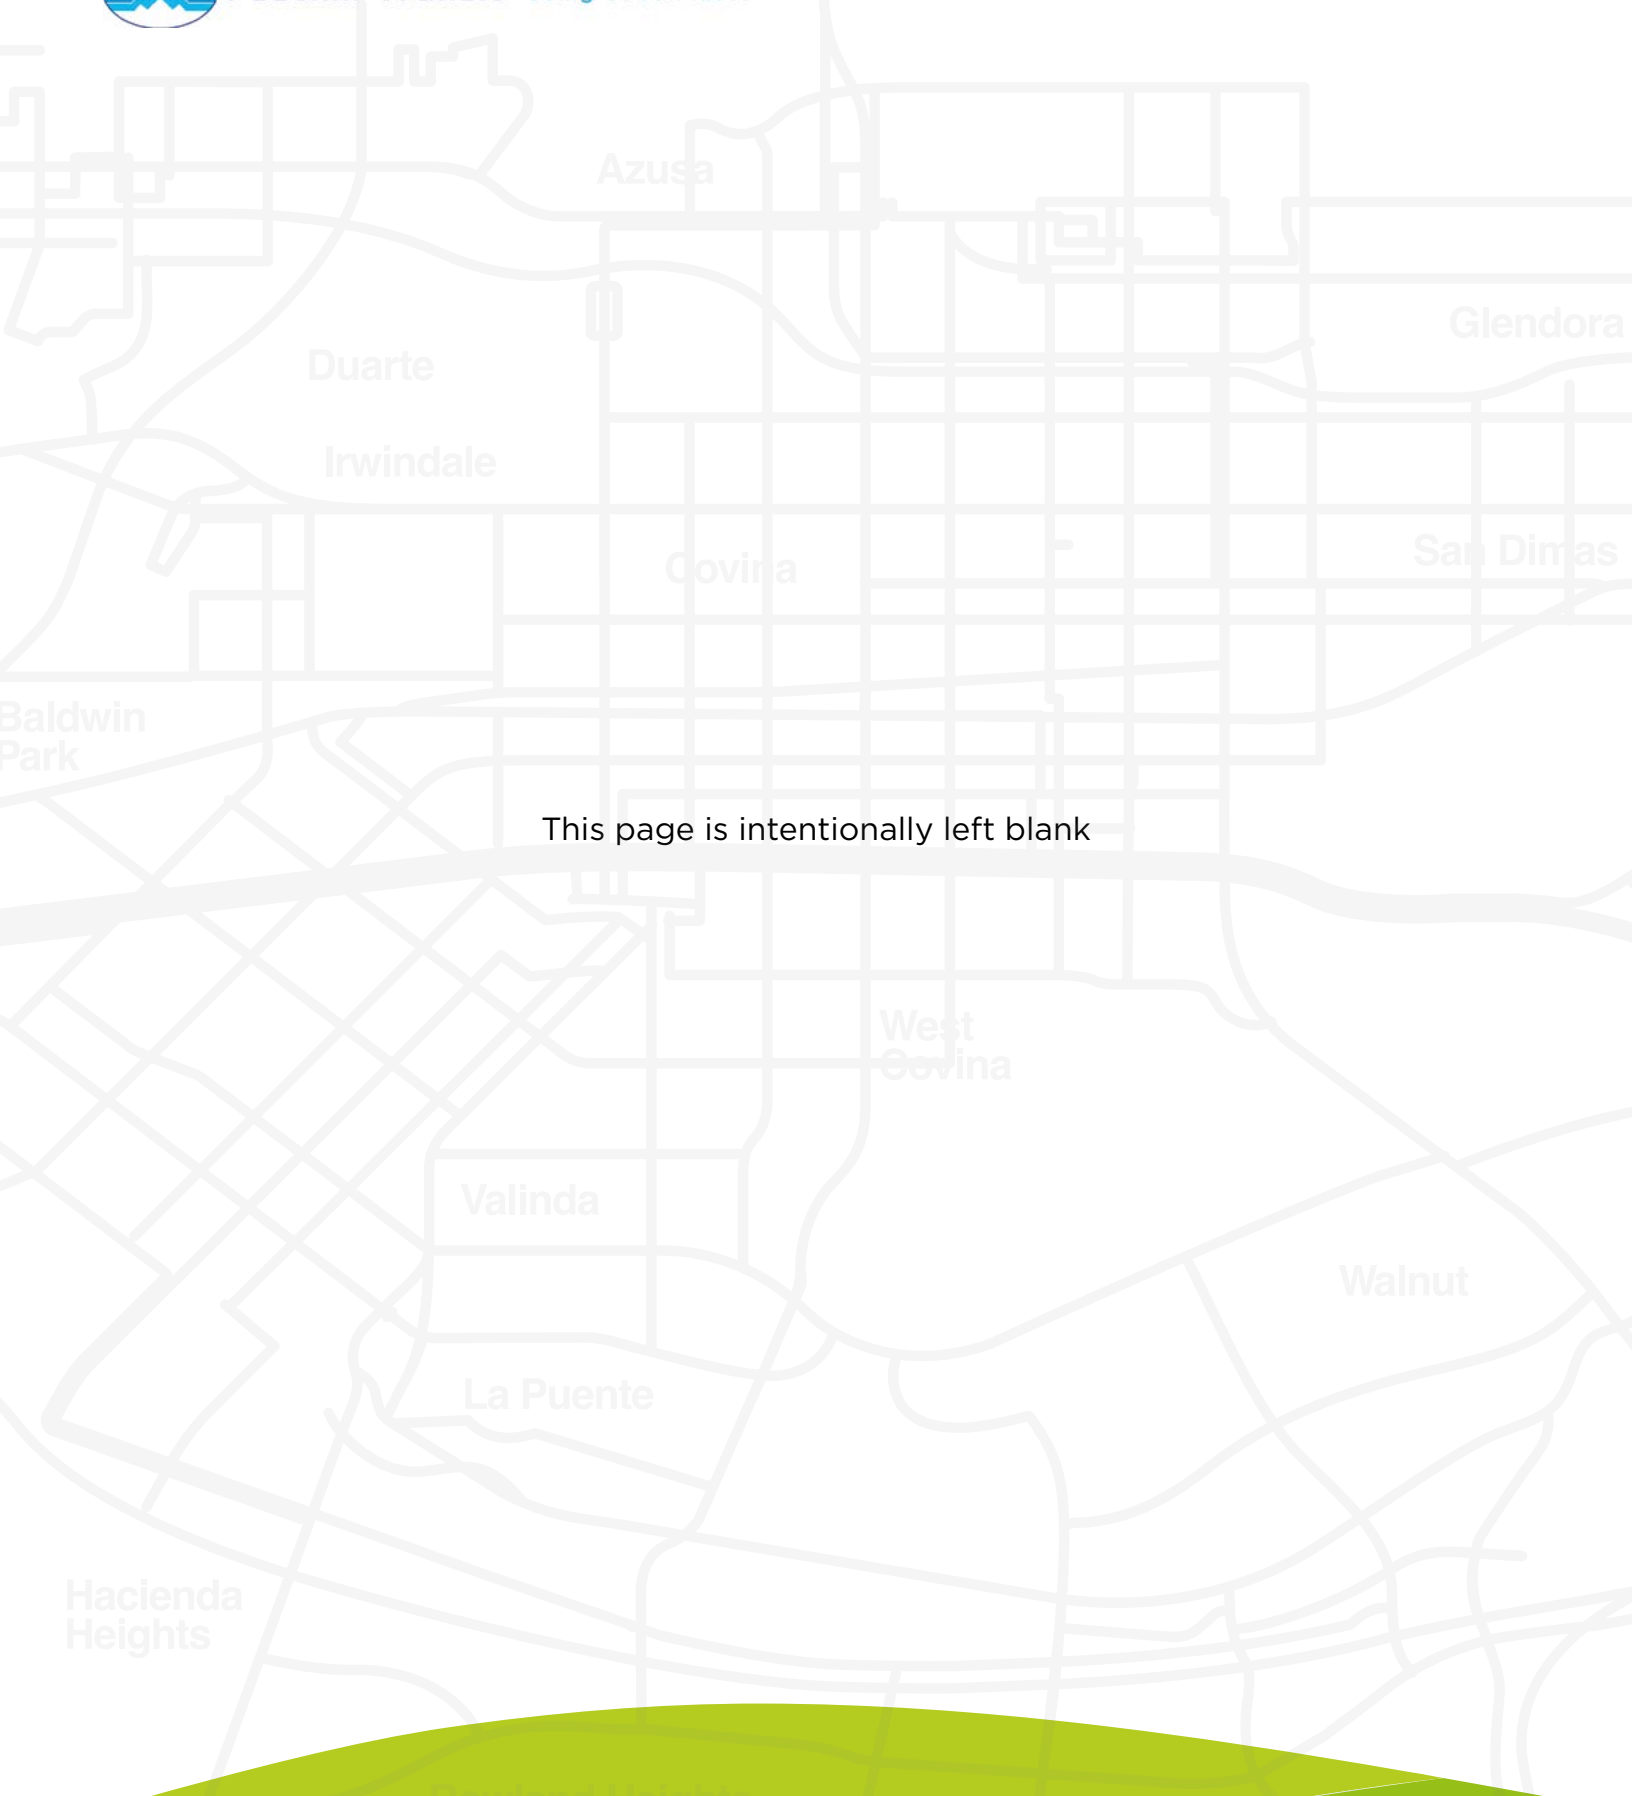 Azusa
Glendora
Duarte
Irwindale
Covina
San Dimas
Baldwin
Park
This page is intentionally left blank
West
Covina
Valinda
Walnut
La Puente
Hacienda
Heights